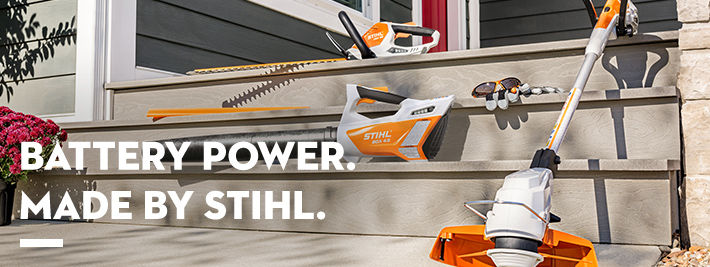 STIHL
STIHL
BGA 45
BATTERY POWER.
MADE BY STIHL.